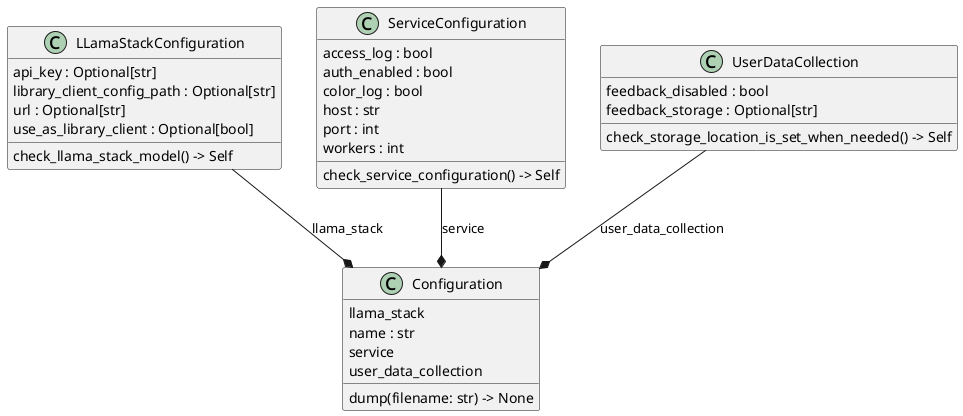 C LLamaStackConfiguration
api_key : Optional[str]
library_client_config_path : Optional[str]
url : Optional[str]
use_as_library_client : Optional[bool]
check_llama_stack_model() -> Self
C ServiceConfiguration
access_log : bool
auth_enabled : bool
color_log : bool
host : str
port : int
workers : int
check_service_configuration() -> Self
C UserDataCollection
feedback_disabled : bool
feedback_storage : Optional[str]
check_storage_location_is_set_when_needed() -> Self
llama_stack
service
user_data_collection
C Configuration
llama_stack
name : str
service
user_data_collection
dump(filename: str) -> None